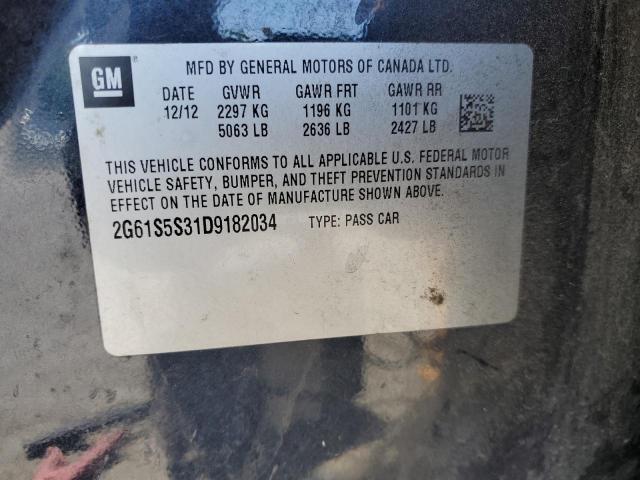 GM
MFD BY GENERAL MOTORS OF CANADA LTD.
DATE GVWR GAWR FRT GAWR RR
12/12 2297 KG 1196 KG 1101 KG
5063 LB 2636 LB 2427 LB
THIS VEHICLE CONFORMS TO ALL APPLICABLE U.S. FEDERAL MOTOR
VEHICLE SAFETY, BUMPER, AND THEFT PREVENTION STANDARDS IN
EFFECT ON THE DATE OF MANUFACTURE SHOWN ABOVE.
2G61S5S31D9182034 TYPE: PASS CAR